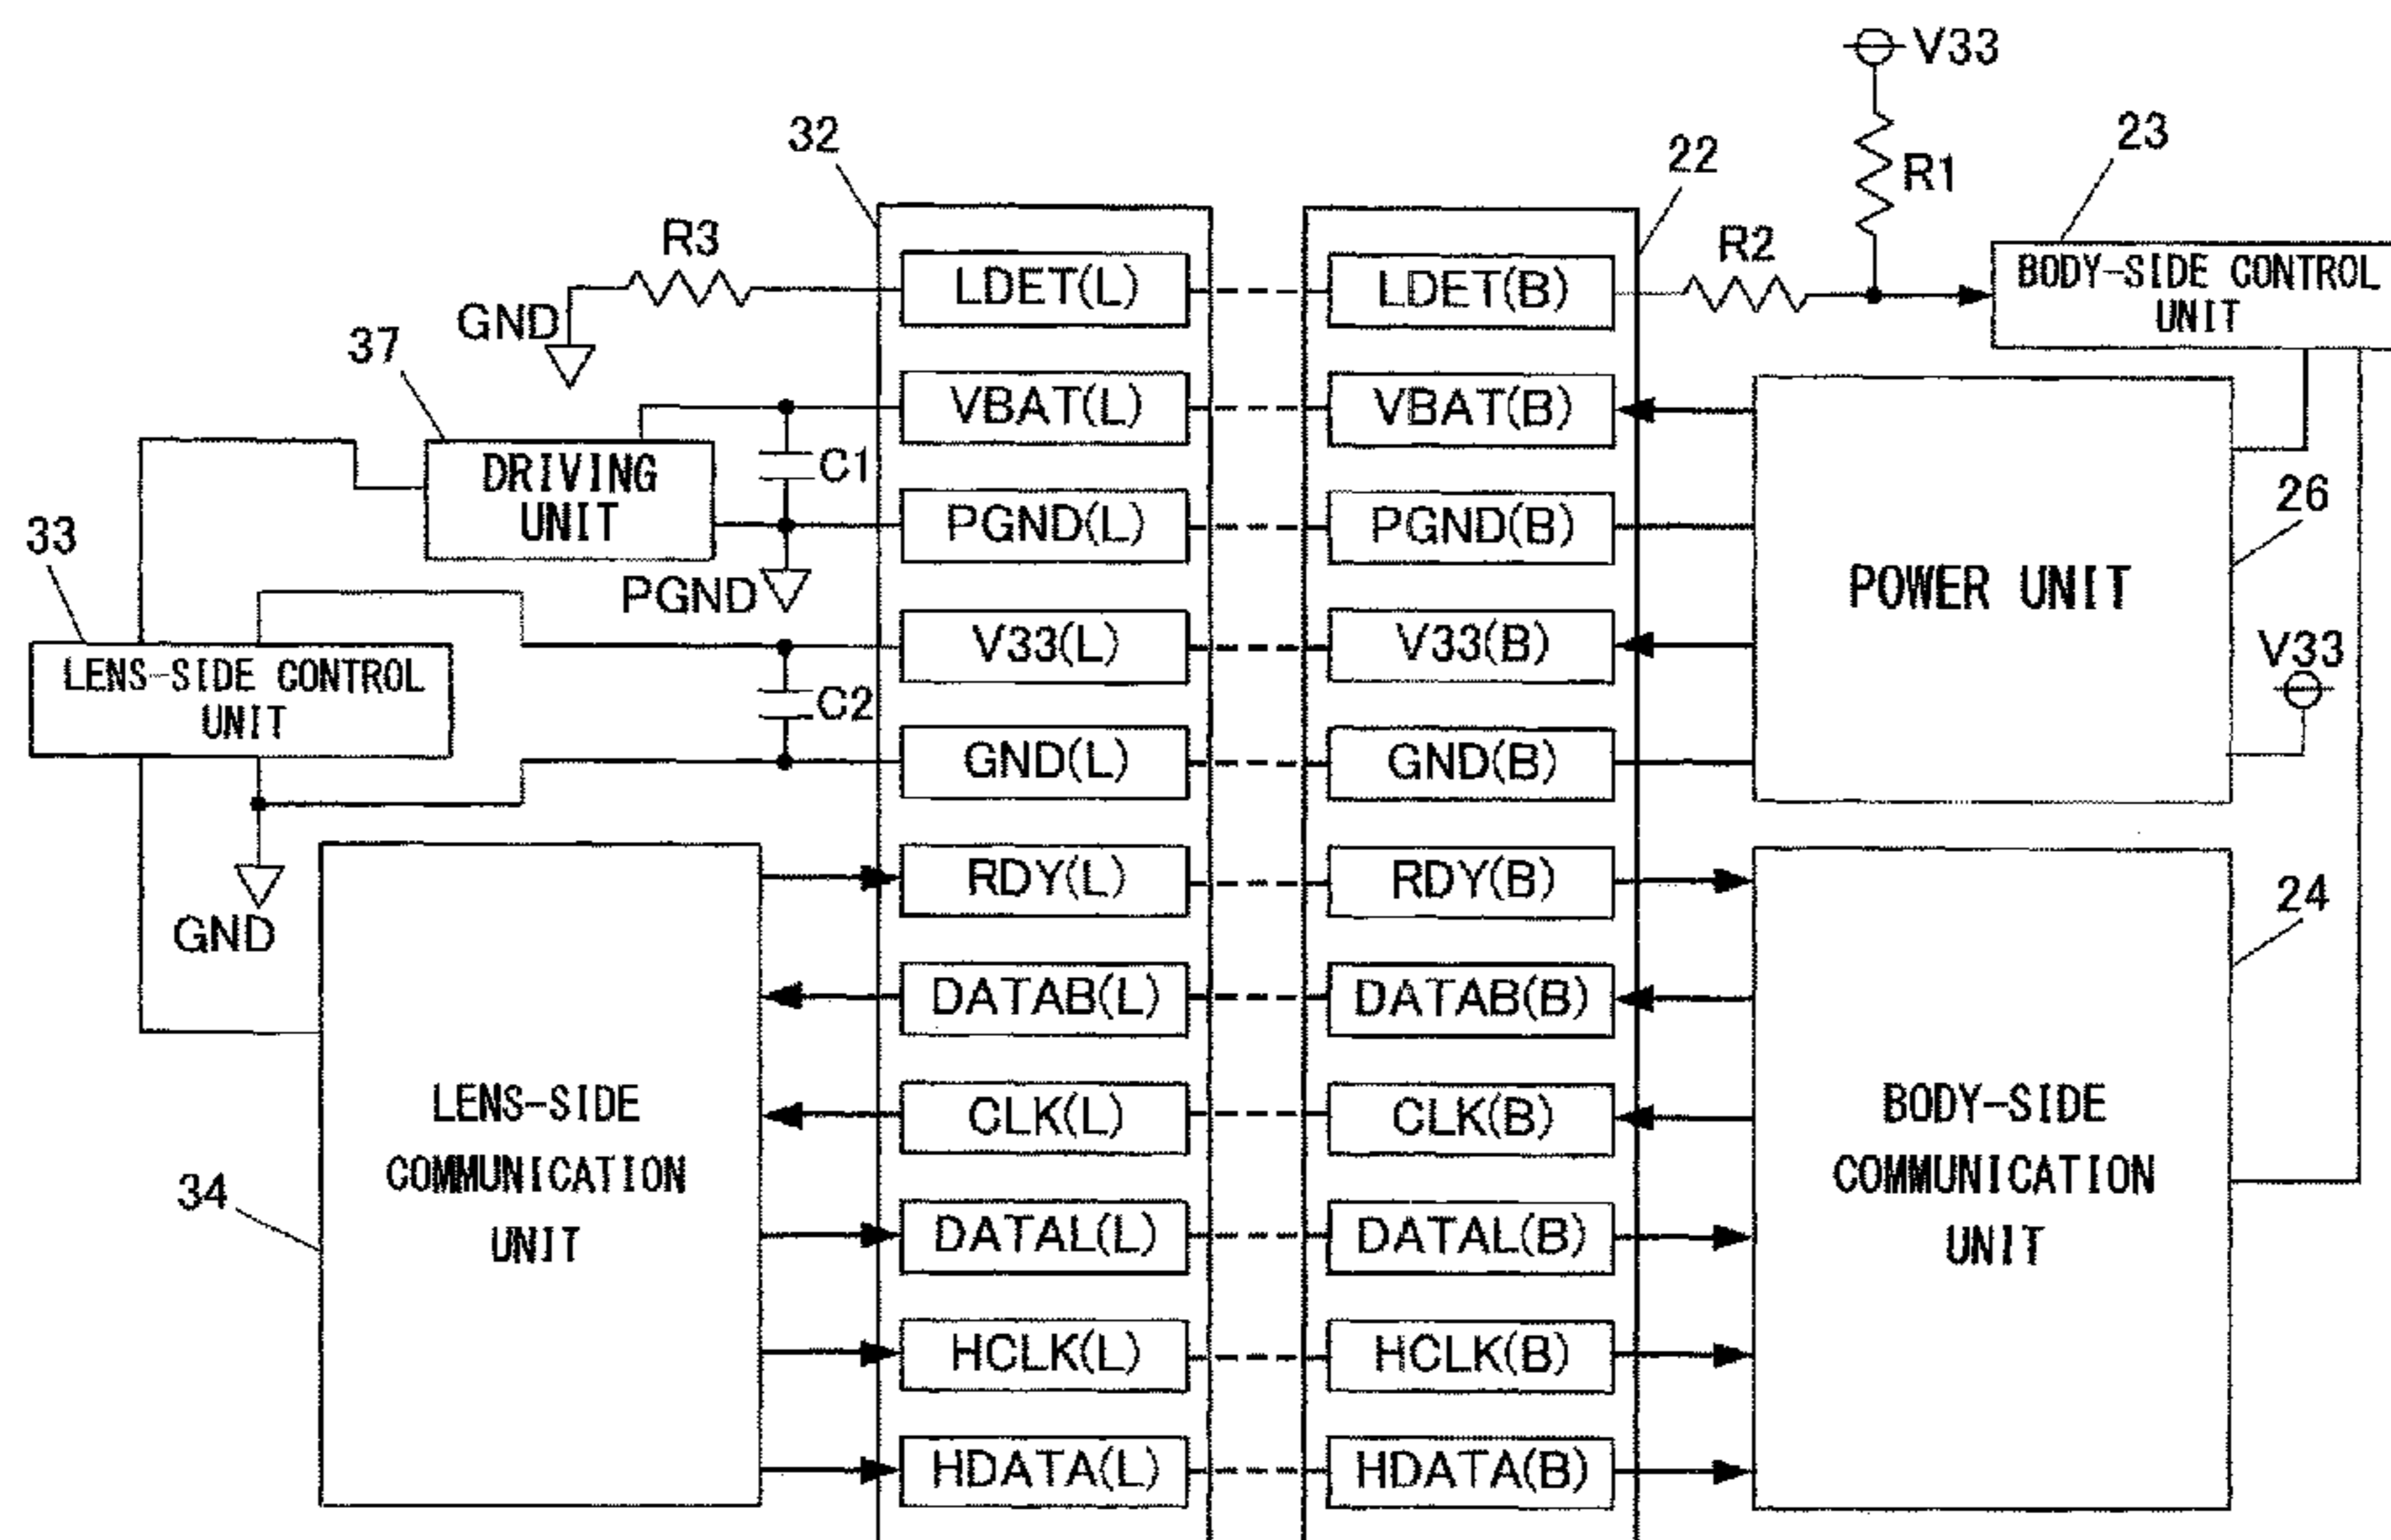 V33
32
22
23
R1
R3
R2
LDET(L)
LDET(B)
BODY-SIDE CONTROL
UNIT
GND
37
VBAT(L)
VBAT(B)
DRIVING
UNIT
C1
26
PGND(L)
PGND(B)
33
PGND
POWER UNIT
V33(L)
V33(B)
V33
LENS-SIDE CONTROL
UNIT
C2
GND(L)
GND(B)
RDY(L)
RDY(B)
24
GND
DATAB(L)
DATAB(B)
LENS-SIDE
COMMUNICATION
UNIT
CLK(L)
CLK(B)
BODY-SIDE
COMMUNICATION
UNIT
34
DATAL(L)
DATAL(B)
HCLK(L)
HCLK(B)
HDATA(L)
HDATA(B)